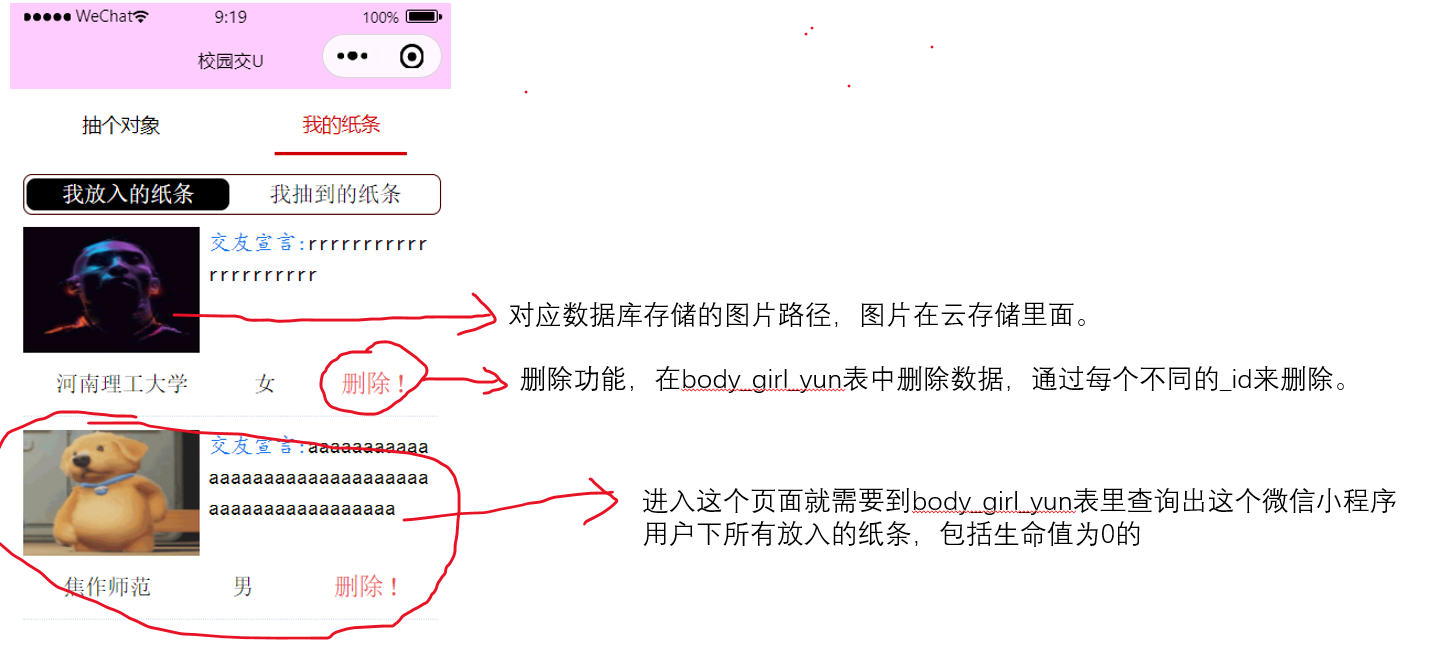 WeChat 9:19 100%
校园交U
抽个对象 我的纸条
我放入的纸条 我抽到的纸条
交友宣言:rrrrrrrrrrr
rrrrrrrrrr
对应数据库存储的图片路径，图片在云存储里面。
河南理工大学 女 删除！
删除功能，在body_girl_yun表中删除数据，通过每个不同的_id来删除。
交友宣言:aaaaaaaaaaa
aaaaaaaaaaaaaaaaaaaa
aaaaaaaaaaaaaaaaa
进入这个页面就需要到body_girl_yun表里查询出这个微信小程序
用户下所有放入的纸条，包括生命值为0的
焦作师范 男 删除！